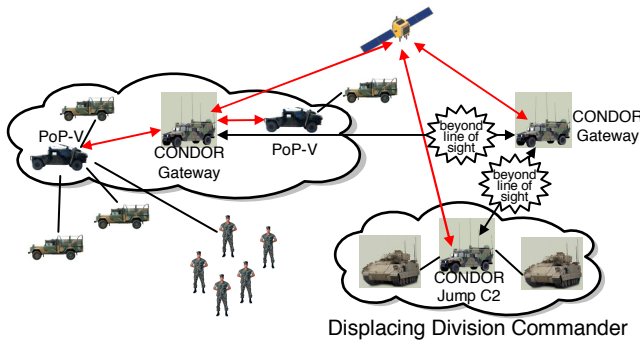 PoP-V
CONDOR
Gateway
PoP-V
beyond
line of
sight
CONDOR
Gateway
beyond
line of
sight
CONDOR
Jump C2
Displacing Division Commander